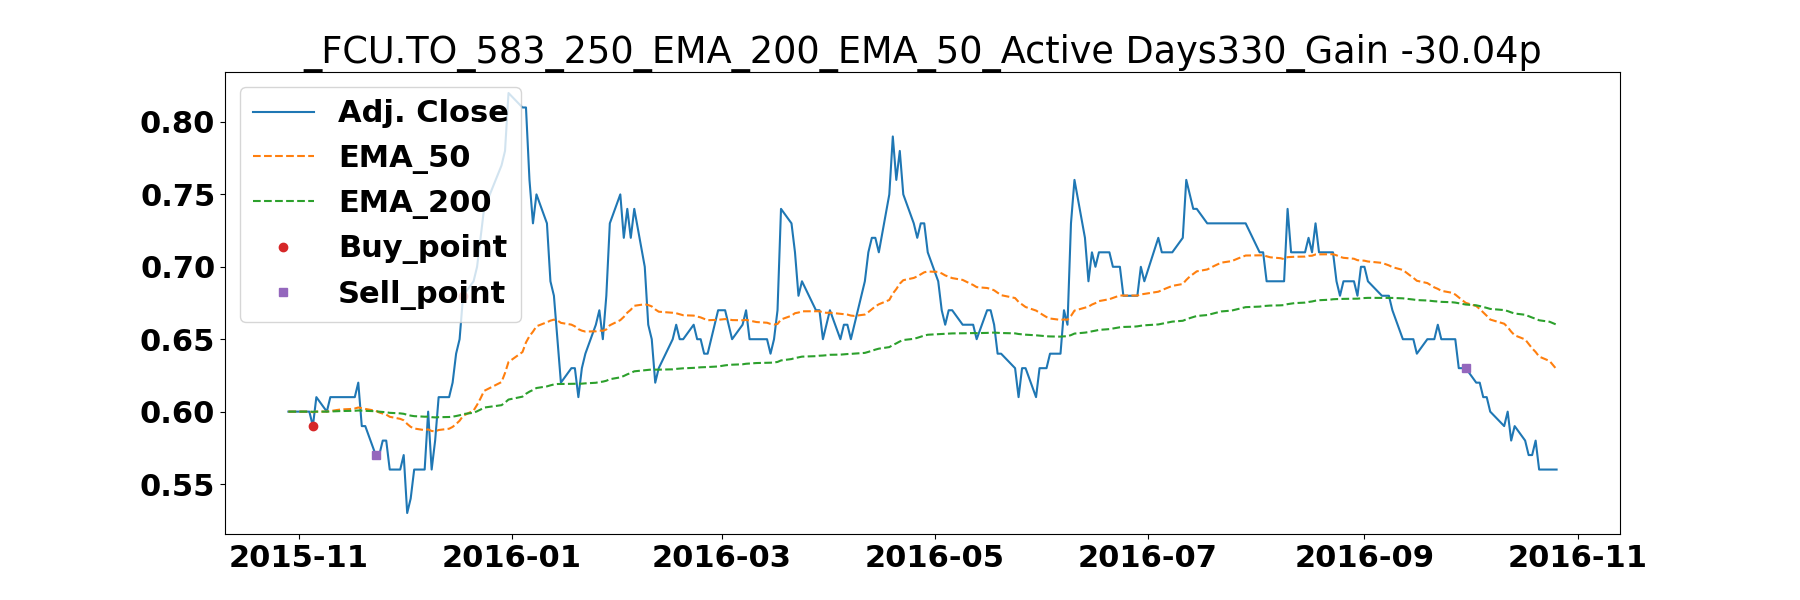 _FCU.TO_583_250_EMA_200_EMA_50_Active Days330_Gain -30.04p
Adj. Close
EMA_50
EMA_200
Buy_point
Sell_point
0.80
0.75
0.70
0.65
0.60
0.55
2015-11 2016-01 2016-03 2016-05 2016-07 2016-09 2016-11